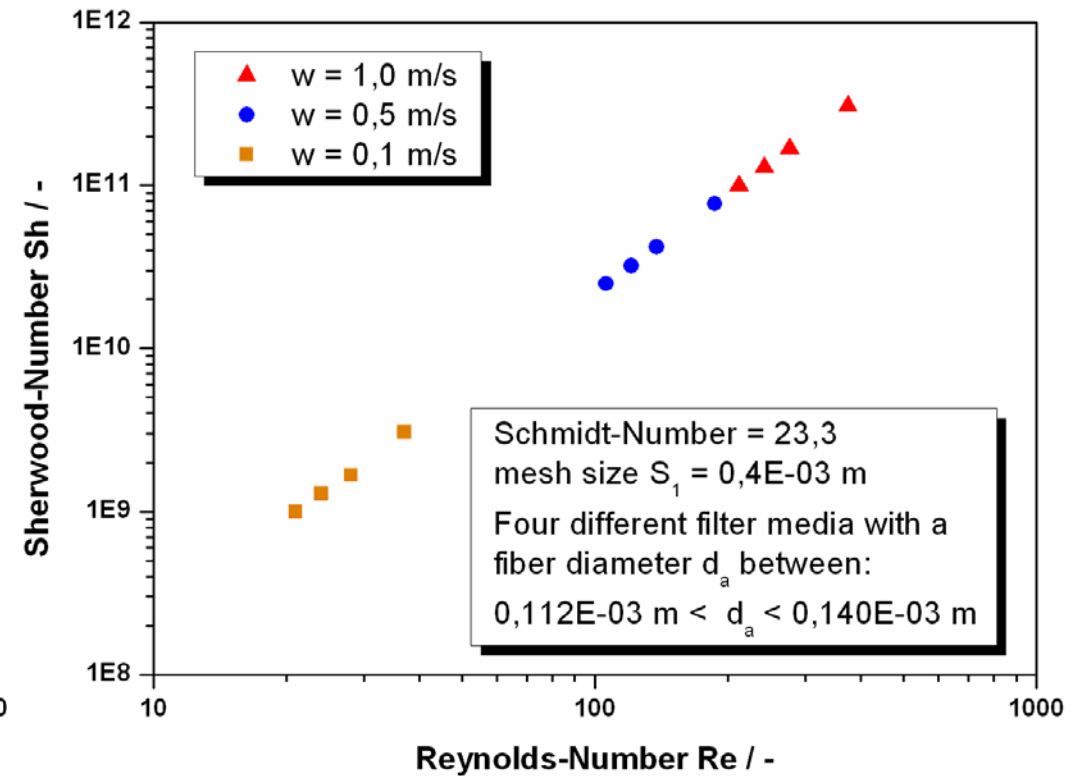 1E12
1E11
1E10
1E9
1E8
Sherwood-Number Sh / -
w = 1,0 m/s
w = 0,5 m/s
w = 0,1 m/s
Schmidt-Number = 23,3
mesh size S₁ = 0,4E-03 m
Four different filter media with a
fiber diameter dₐ between:
0,112E-03 m < dₐ < 0,140E-03 m
0
10
100
1000
Reynolds-Number Re / -